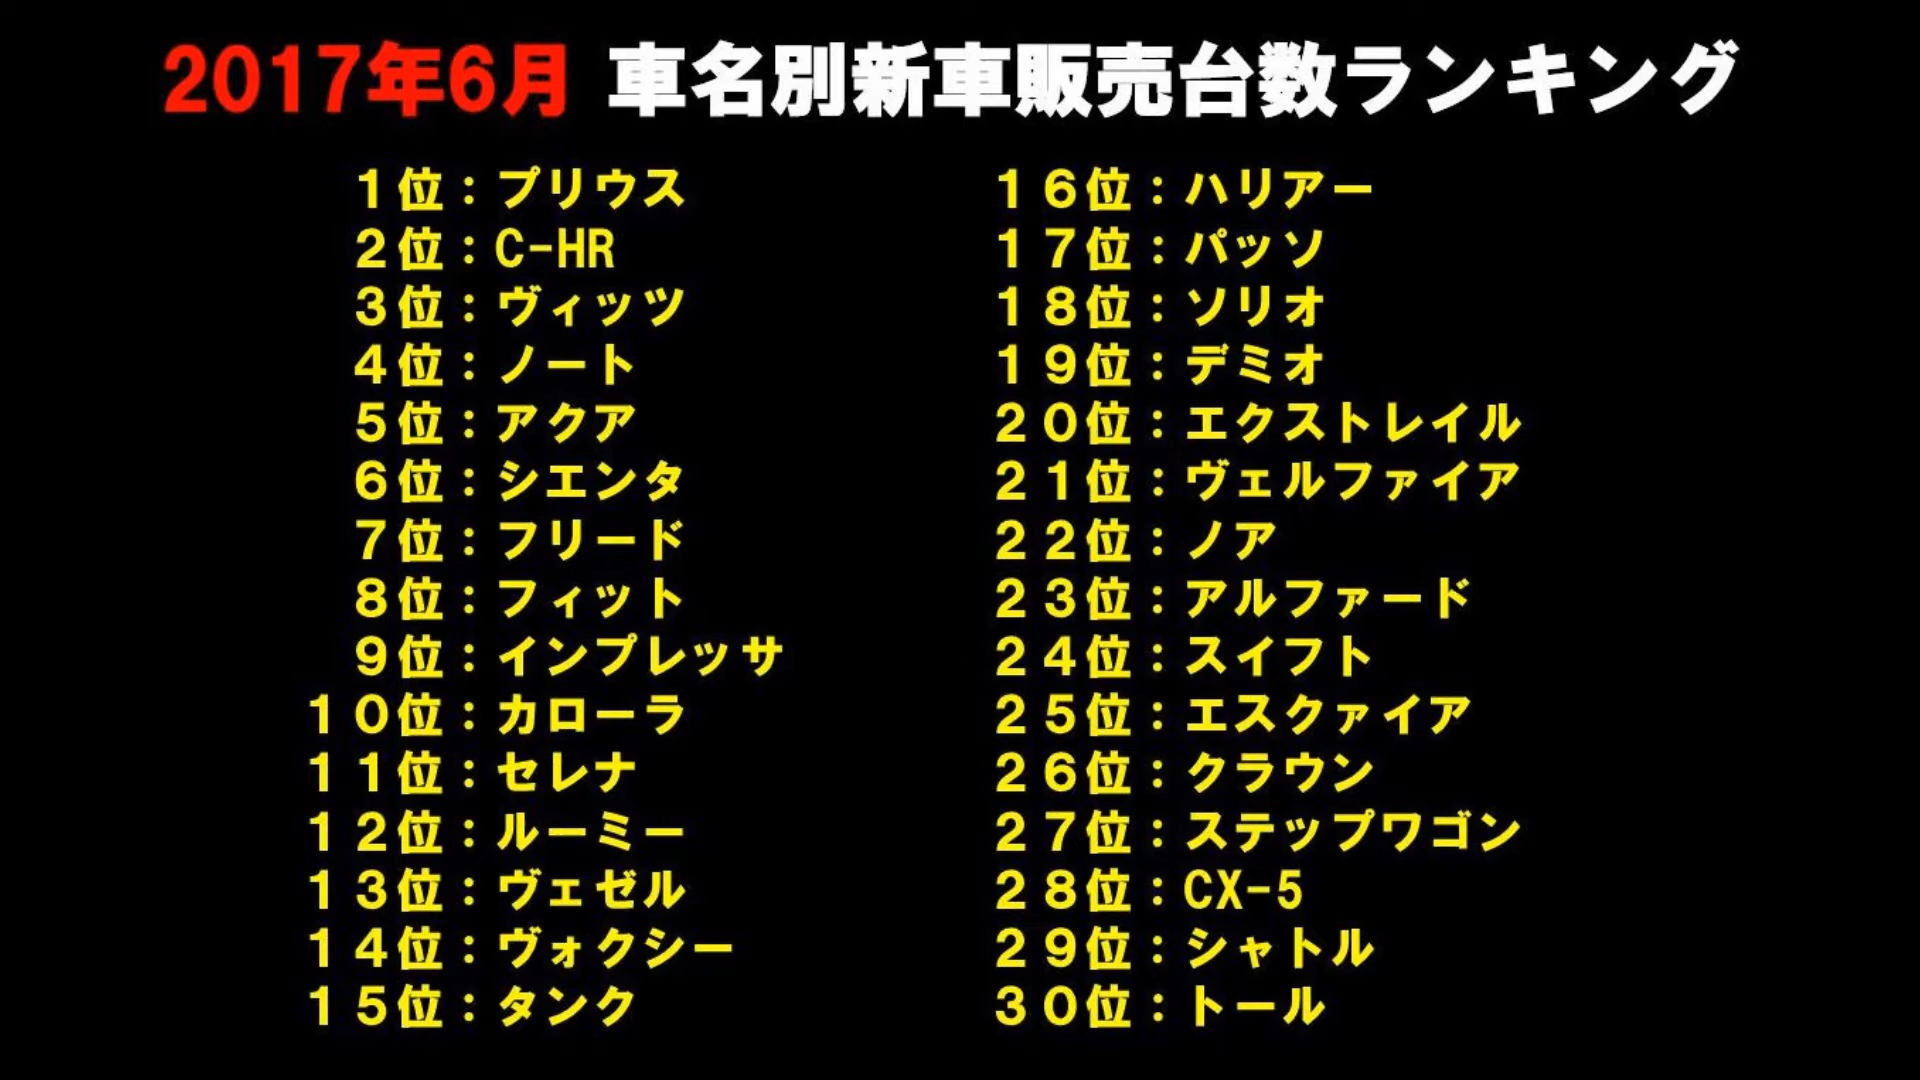 2017年6月 車名別新車販売台数ランキング
１位：プリウス
２位：C-HR
３位：ヴィッツ
４位：ノート
５位：アクア
６位：シエンタ
７位：フリード
８位：フィット
９位：インプレッサ
１０位：カローラ
１１位：セレナ
１２位：ルーミー
１３位：ヴェゼル
１４位：ヴォクシー
１５位：タンク
１６位：ハリアー
１７位：パッソ
１８位：ソリオ
１９位：デミオ
２０位：エクストレイル
２１位：ヴェルファイア
２２位：ノア
２３位：アルファード
２４位：スイフト
２５位：エスクァイア
２６位：クラウン
２７位：ステップワゴン
２８位：CX-5
２９位：シャトル
３０位：トール